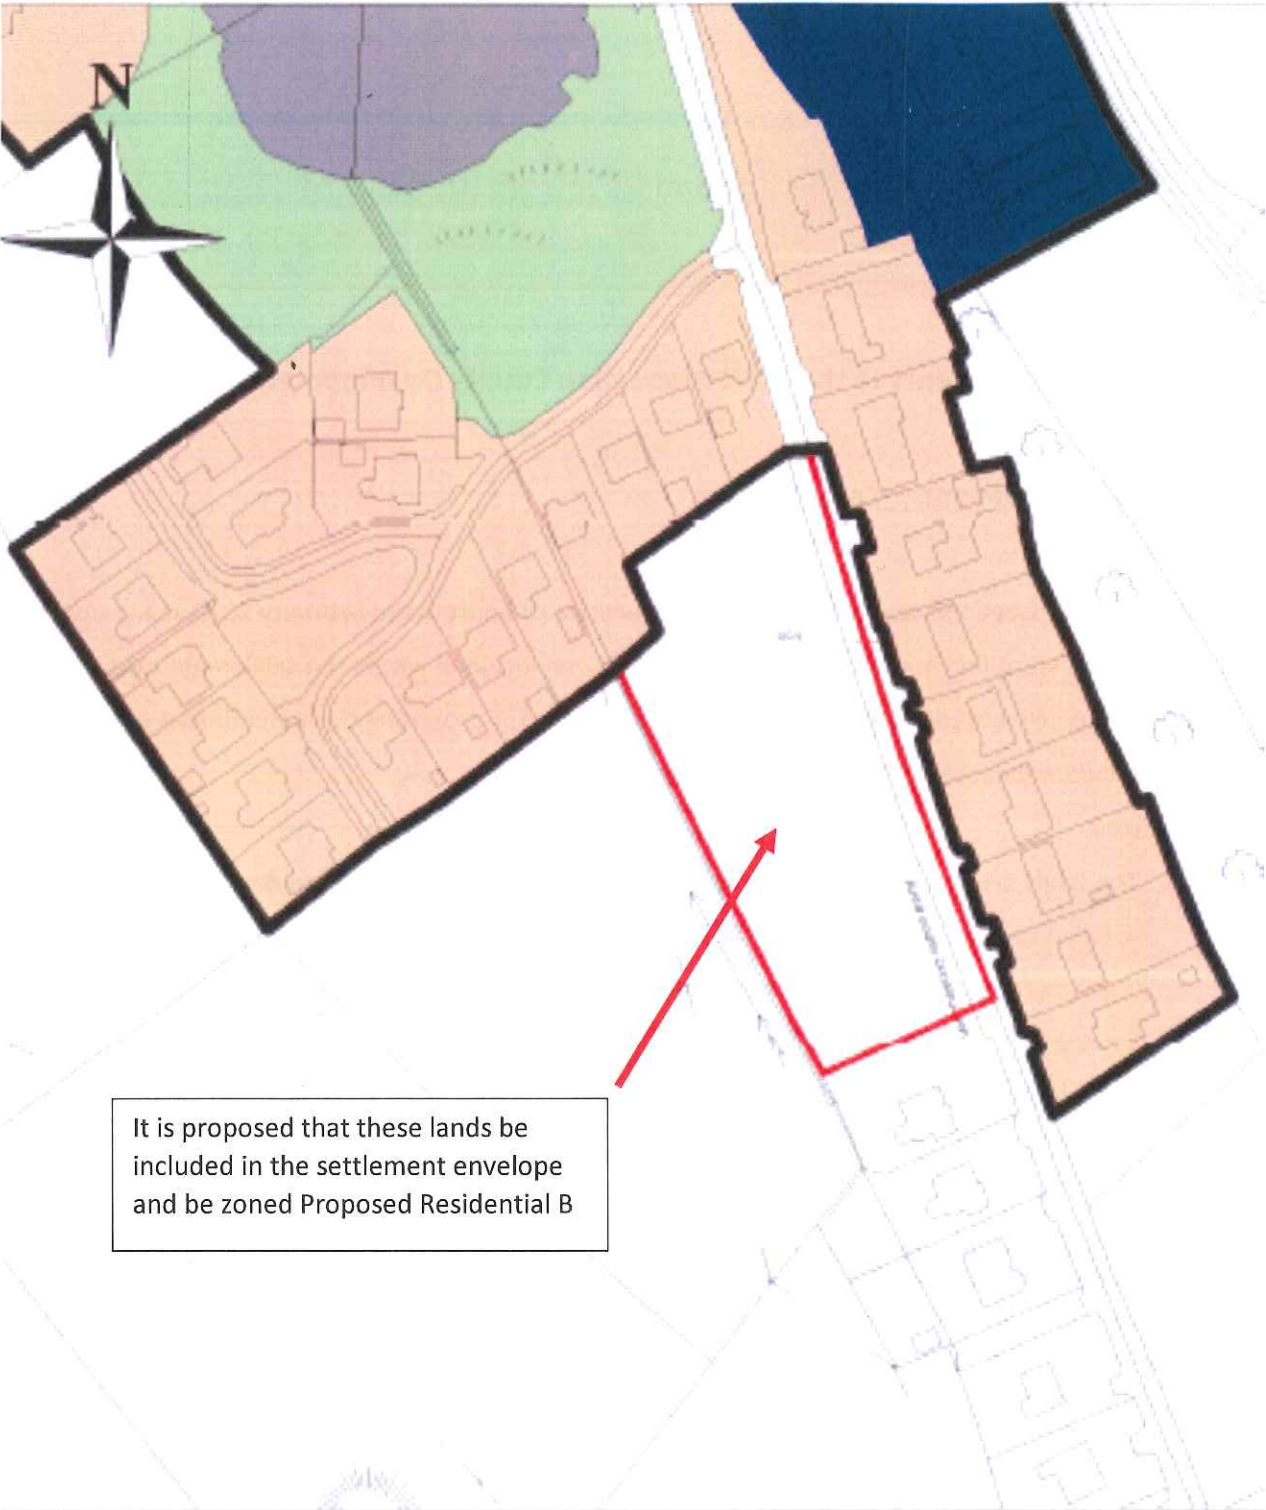 N
It is proposed that these lands be
included in the settlement envelope
and be zoned Proposed Residential B